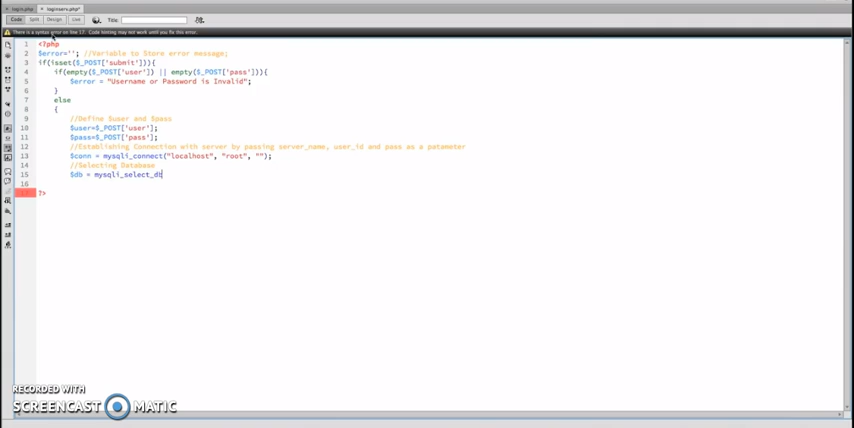 login.php loginserv.php*
Code Split Design Live Title:
There is a syntax error on line 17. Code hinting may not work until you fix this error.
1 <?php
2 $error=''; //Variable to Store error message;
3 if(isset($_POST['submit'])){
4 if(empty($_POST['user']) || empty($_POST['pass'])){
5 $error = "Username or Password is Invalid";
6 }
7 else
8 {
9 //Define $user and $pass
10 $user=$_POST['user'];
11 $pass=$_POST['pass'];
12 //Establishing Connection with server by passing server_name, user_id and pass as a patameter
13 $conn = mysqli_connect("localhost", "root", "");
14 //Selecting Database
15 $db = mysqli_select_db
16
17 ?>
RECORDED WITH
SCREENCAST MATIC